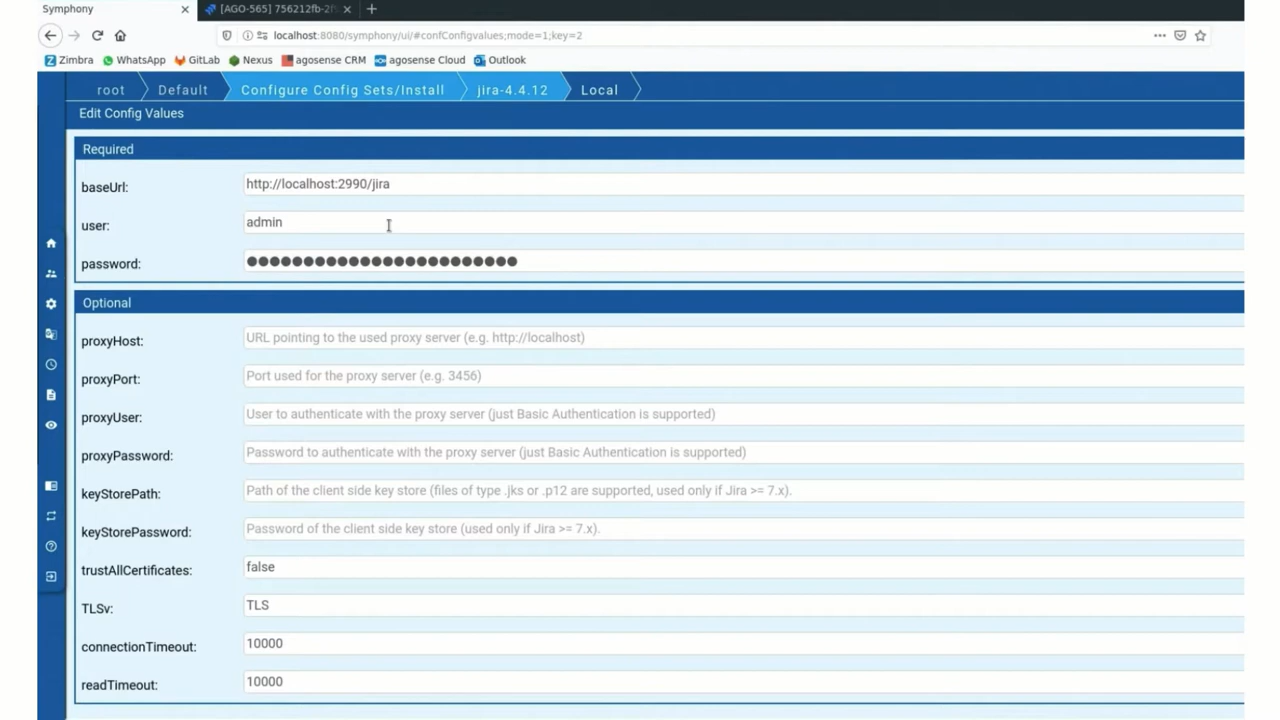 Symphony
[AGO-565] 756212fb-2
localhost:8080/symphony/ui/#confConfigvalues;mode=1;key=2
Zimbra WhatsApp GitLab Nexus agosense CRM agosense Cloud Outlook
root Default Configure Config Sets/Install jira-4.4.12 Local
Edit Config Values
Required
baseUrl: http://localhost:2990/jira
user: admin
password: ●●●●●●●●●●●●●●●●●●●●●●●●
Optional
proxyHost: URL pointing to the used proxy server (e.g. http://localhost)
proxyPort: Port used for the proxy server (e.g. 3456)
proxyUser: User to authenticate with the proxy server (just Basic Authentication is supported)
proxyPassword: Password to authenticate with the proxy server (just Basic Authentication is supported)
keyStorePath: Path of the client side key store (files of type .jks or .p12 are supported, used only if Jira >= 7.x).
keyStorePassword: Password of the client side key store (used only if Jira >= 7.x).
trustAllCertificates: false
TLSv: TLS
connectionTimeout: 10000
readTimeout: 10000